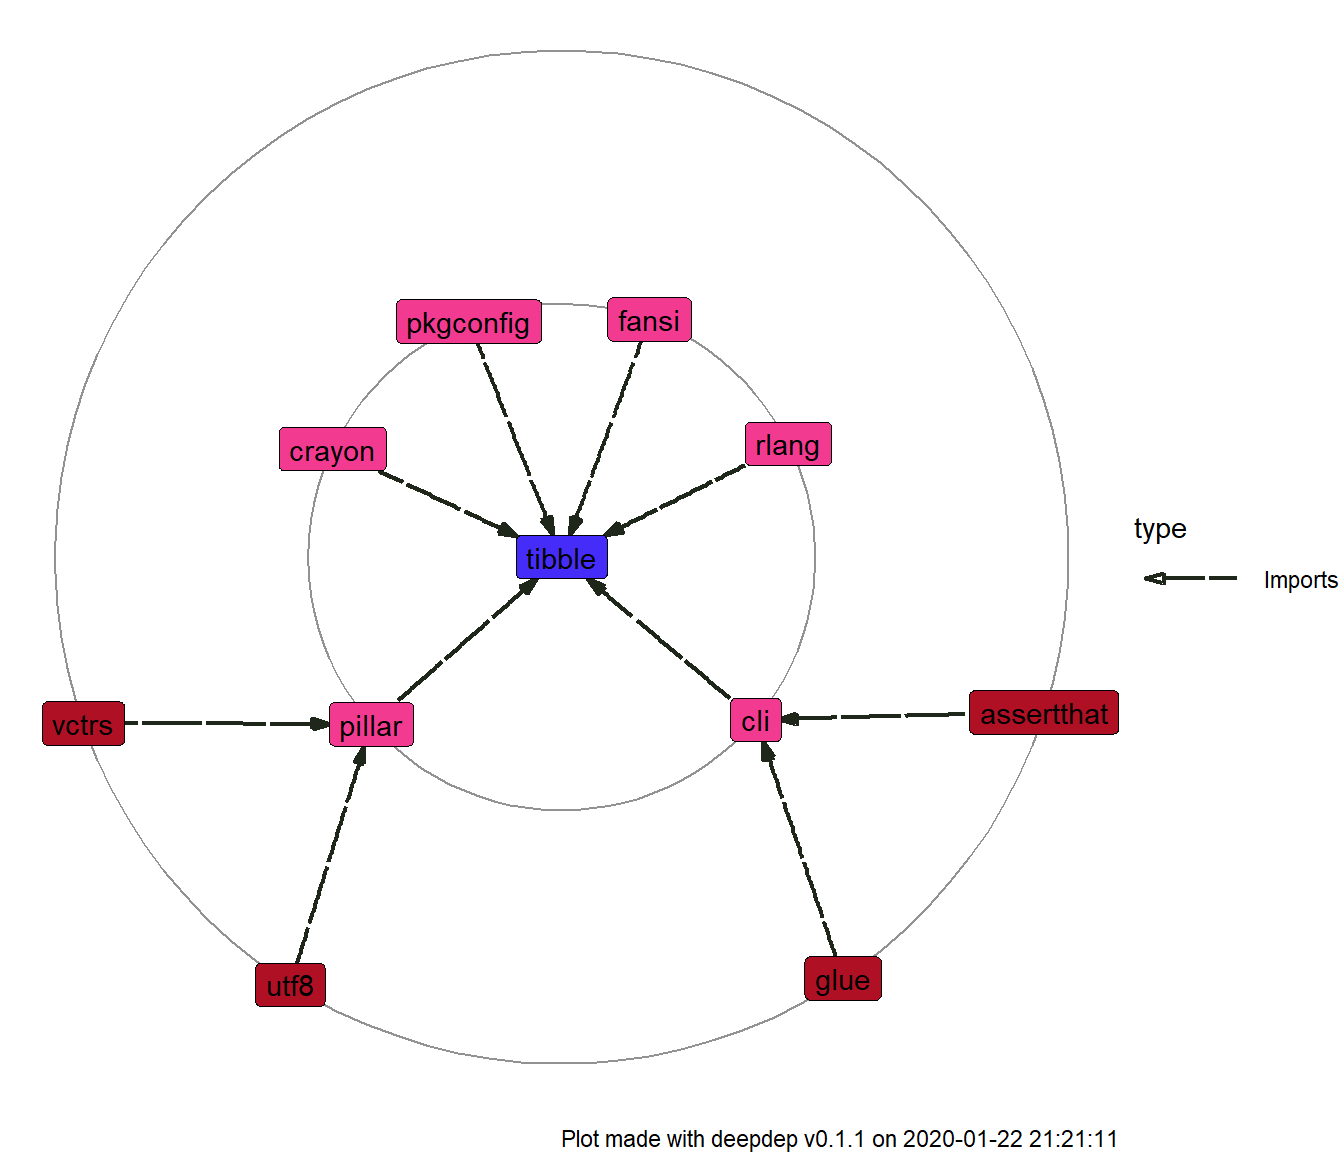 pkgconfig
fansi
crayon
rlang
tibble
type
Imports
vctrs
pillar
cli
assertthat
utf8
glue
Plot made with deepdep v0.1.1 on 2020-01-22 21:21:11